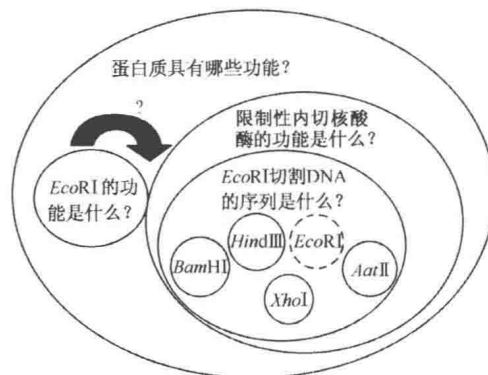 蛋白质具有哪些功能？
?
限制性内切核酸
酶的功能是什么？
EcoRI的功
能是什么？
EcoRI切割DNA
的序列是什么？
HindⅢ
EcoRI
BamHI
AatⅡ
XhoI